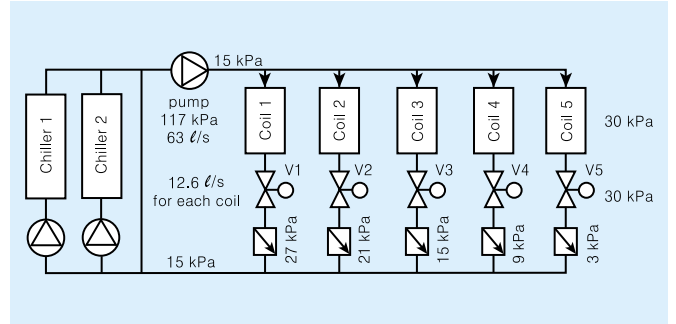 15 kPa
pump
117 kPa
63 ℓ/s
Chiller 1
Chiller 2
Coil 1
Coil 2
Coil 3
Coil 4
Coil 5
30 kPa
12.6 ℓ/s
for each coil
V1
V2
V3
V4
V5
30 kPa
27 kPa
21 kPa
15 kPa
9 kPa
3 kPa
15 kPa